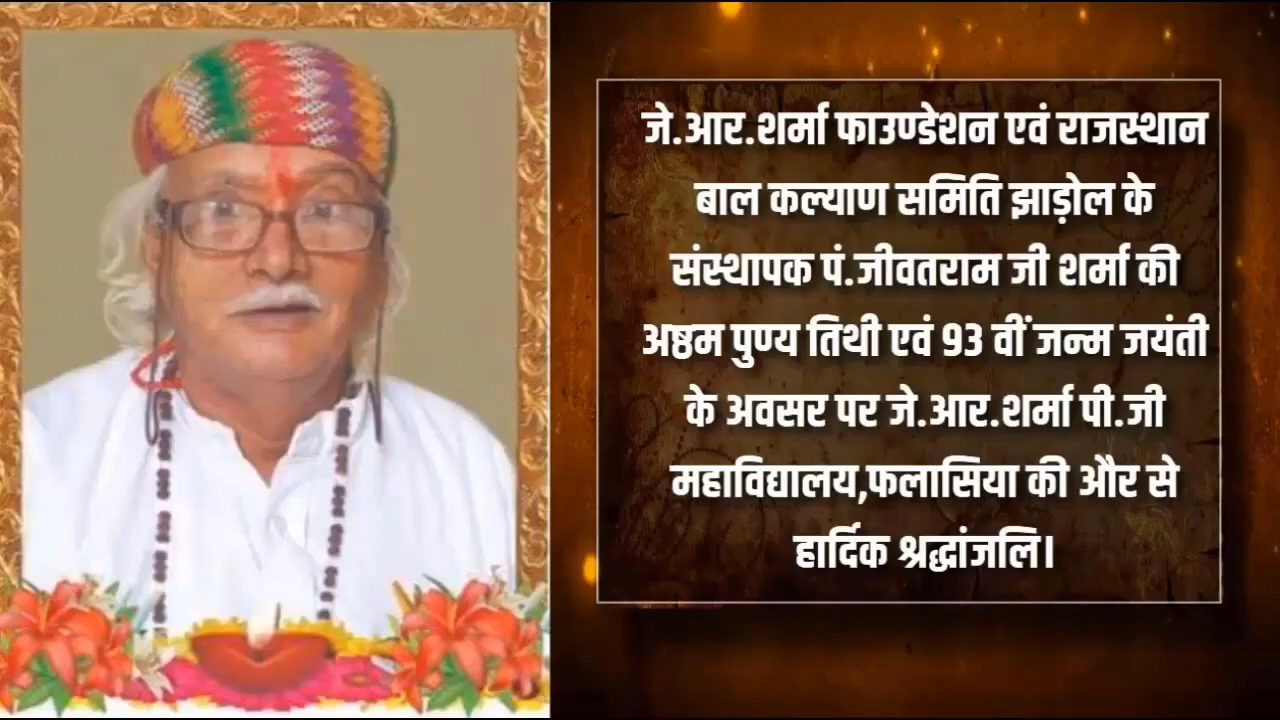 जे.आर.शर्मा फाउण्डेशन एवं राजस्थान
बाल कल्याण समिति झाड़ोल के
संस्थापक पं.जीवतराम जी शर्मा की
अष्ठम पुण्य तिथी एवं 93 वीं जन्म जयंती
के अवसर पर जे.आर.शर्मा पी.जी
महाविद्यालय,फलासिया की और से
हार्दिक श्रद्धांजलि।